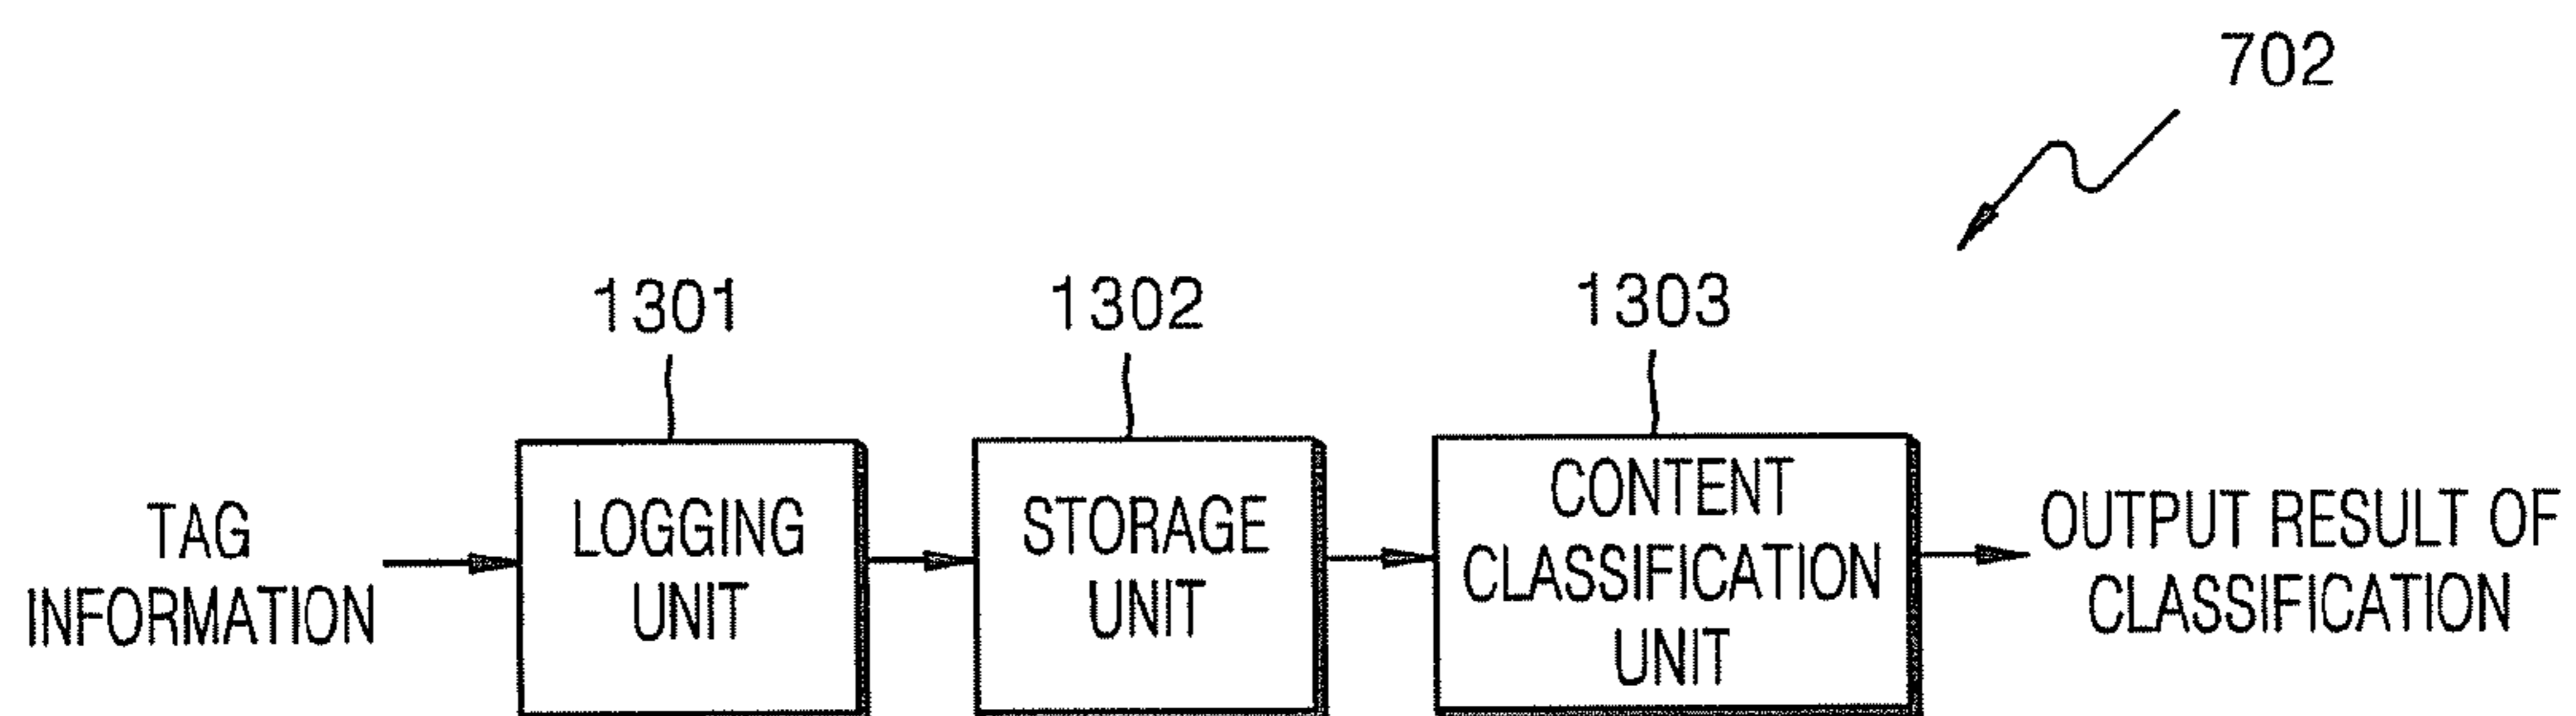 702
1301
1302
1303
TAG
INFORMATION
LOGGING
UNIT
STORAGE
UNIT
CONTENT
CLASSIFICATION
UNIT
OUTPUT RESULT OF
CLASSIFICATION